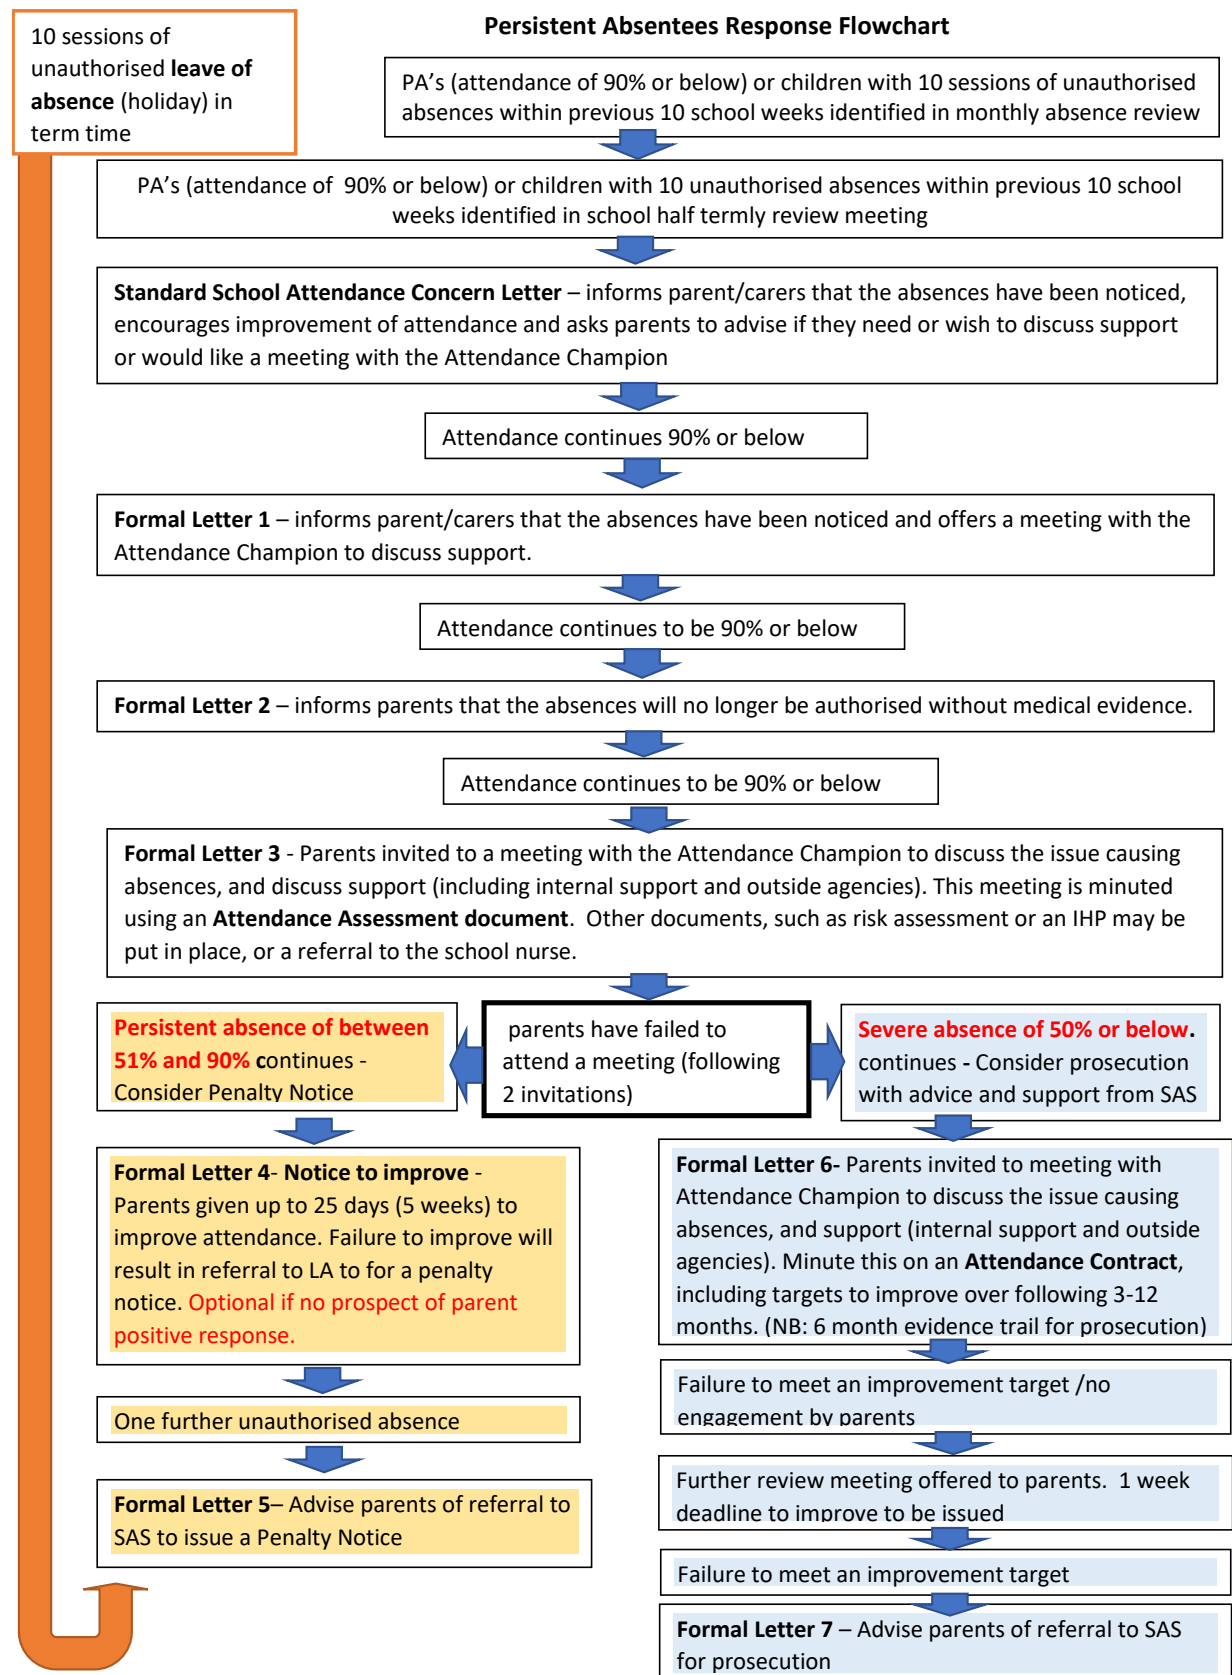 Persistent Absentees Response Flowchart
10 sessions of
unauthorised leave of
absence (holiday) in
term time
PA’s (attendance of 90% or below) or children with 10 sessions of unauthorised
absences within previous 10 school weeks identified in monthly absence review
PA’s (attendance of  90% or below) or children with 10 unauthorised absences within previous 10 school
weeks identified in school half termly review meeting
Standard School Attendance Concern Letter – informs parent/carers that the absences have been noticed,
encourages improvement of attendance and asks parents to advise if they need or wish to discuss support
or would like a meeting with the Attendance Champion
Attendance continues 90% or below
Formal Letter 1 – informs parent/carers that the absences have been noticed and offers a meeting with the
Attendance Champion to discuss support.
Attendance continues to be 90% or below
Formal Letter 2 – informs parents that the absences will no longer be authorised without medical evidence.
Attendance continues to be 90% or below
Formal Letter 3 - Parents invited to a meeting with the Attendance Champion to discuss the issue causing
absences, and discuss support (including internal support and outside agencies). This meeting is minuted
using an Attendance Assessment document.  Other documents, such as risk assessment or an IHP may be
put in place, or a referral to the school nurse.
Persistent absence of between
51% and 90% continues -
Consider Penalty Notice
parents have failed to
attend a meeting (following
2 invitations)
Severe absence of 50% or below.
continues - Consider prosecution
with advice and support from SAS
Formal Letter 4- Notice to improve -
Parents given up to 25 days (5 weeks) to
improve attendance. Failure to improve will
result in referral to LA to for a penalty
notice. Optional if no prospect of parent
positive response.
One further unauthorised absence
Formal Letter 5– Advise parents of referral to
SAS to issue a Penalty Notice
Formal Letter 6- Parents invited to meeting with
Attendance Champion to discuss the issue causing
absences, and support (internal support and outside
agencies). Minute this on an Attendance Contract,
including targets to improve over following 3-12
months. (NB: 6 month evidence trail for prosecution)
Failure to meet an improvement target /no
engagement by parents
Further review meeting offered to parents.  1 week
deadline to improve to be issued
Failure to meet an improvement target
Formal Letter 7 – Advise parents of referral to SAS
for prosecution